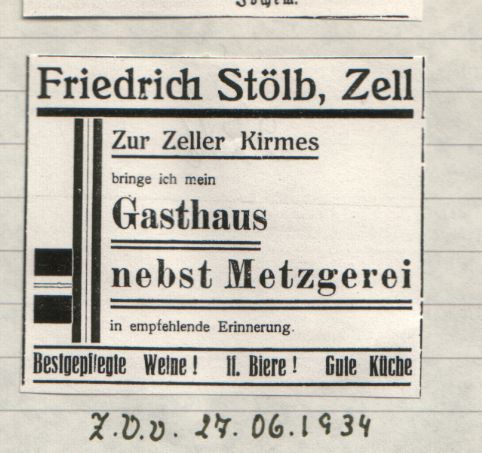 Friedrich Stölb, Zell
Zur Zeller Kirmes
bringe ich mein
Gasthaus
nebst Metzgerei
in empfehlende Erinnerung.
Bestgepflegte Weine! ff. Biere! Gute Küche
Z.V.v. 27.06.1934